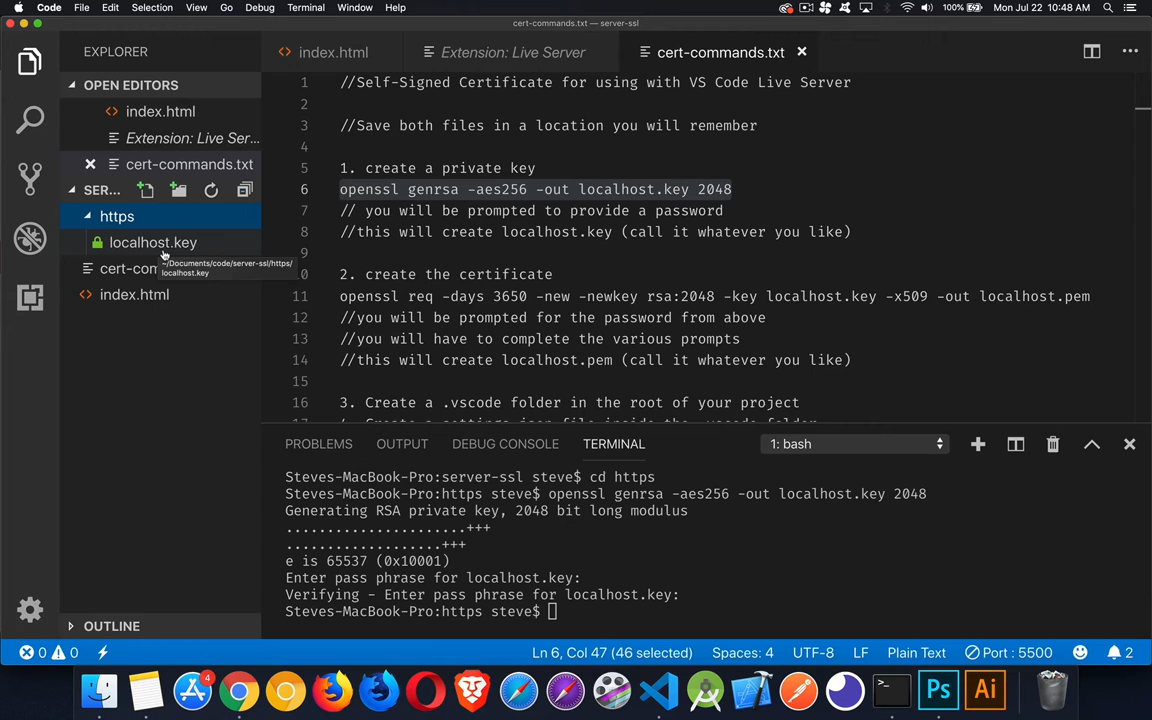 Code File Edit Selection View Go Debug Terminal Window Help 100% Mon Jul 22 10:48 AM
cert-commands.txt — server-ssl
EXPLORER
index.html
Extension: Live Server
cert-commands.txt
OPEN EDITORS
index.html
Extension: Live Ser...
cert-commands.txt
SER...
https
localhost.key
~/Documents/code/server-ssl/https/
localhost.key
cert-com
index.html
OUTLINE
1 //Self-Signed Certificate for using with VS Code Live Server
2
3 //Save both files in a location you will remember
4
5 1. create a private key
6 openssl genrsa -aes256 -out localhost.key 2048
7 // you will be prompted to provide a password
8 //this will create localhost.key (call it whatever you like)
9
10 2. create the certificate
11 openssl req -days 3650 -new -newkey rsa:2048 -key localhost.key -x509 -out localhost.pem
12 //you will be prompted for the password from above
13 //you will have to complete the various prompts
14 //this will create localhost.pem (call it whatever you like)
15
16 3. Create a .vscode folder in the root of your project
PROBLEMS OUTPUT DEBUG CONSOLE TERMINAL 1: bash
Steves-MacBook-Pro:server-ssl steve$ cd https
Steves-MacBook-Pro:https steve$ openssl genrsa -aes256 -out localhost.key 2048
Generating RSA private key, 2048 bit long modulus
......................+++
...................+++
e is 65537 (0x10001)
Enter pass phrase for localhost.key:
Verifying - Enter pass phrase for localhost.key:
Steves-MacBook-Pro:https steve$
0 0 Ln 6, Col 47 (46 selected) Spaces: 4 UTF-8 LF Plain Text Port : 5500 2
4
Ps
Ai